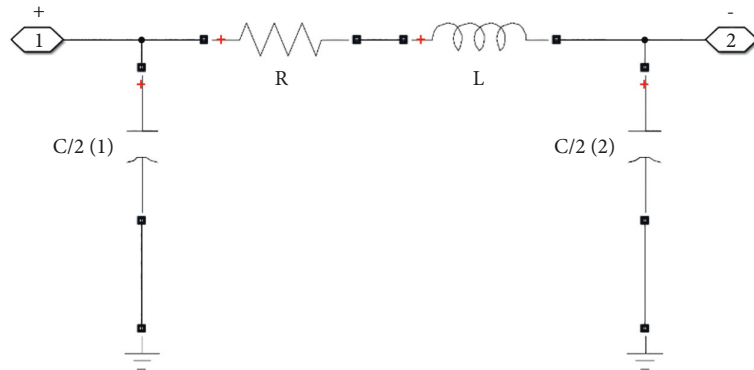 +
1
-
2
+
R
+
L
+
C/2 (1)
+
C/2 (2)